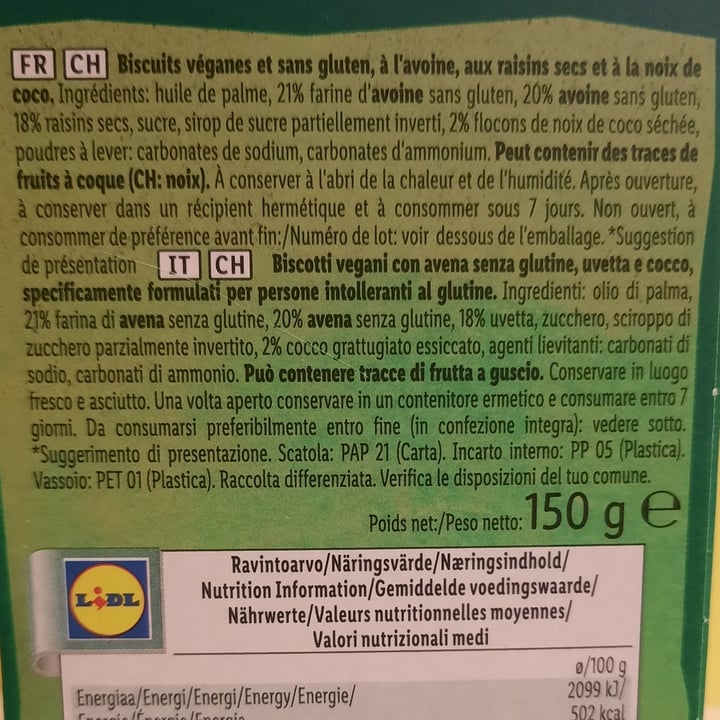 FR CH Biscuits véganes et sans gluten, à l'avoine, aux raisins secs et à la noix de
coco. Ingrédients: huile de palme, 21% farine d'avoine sans gluten, 20% avoine sans gluten,
18% raisins secs, sucre, sirop de sucre partiellement inverti, 2% flocons de noix de coco séchée,
poudres à lever: carbonates de sodium, carbonates d'ammonium. Peut contenir des traces de
fruits à coque (CH: noix). À conserver à l'abri de la chaleur et de l'humidité. Après ouverture,
à conserver dans un récipient hermétique et à consommer sous 7 jours. Non ouvert, à
consommer de préférence avant fin:/Numéro de lot: voir dessous de l'emballage. *Suggestion
de présentation IT CH Biscotti vegani con avena senza glutine, uvetta e cocco,
specificamente formulati per persone intolleranti al glutine. Ingredienti: olio di palma,
21% farina di avena senza glutine, 20% avena senza glutine, 18% uvetta, zucchero, sciroppo di
zucchero parzialmente invertito, 2% cocco grattugiato essiccato, agenti lievitanti: carbonati di
sodio, carbonati di ammonio. Può contenere tracce di frutta a guscio. Conservare in luogo
fresco e asciutto. Una volta aperto conservare in un contenitore ermetico e consumare entro 7
giorni. Da consumarsi preferibilmente entro fine (in confezione integra): vedere sotto.
*Suggerimento di presentazione. Scatola: PAP 21 (Carta). Incarto interno: PP 05 (Plastica).
Vassoio: PET 01 (Plastica). Raccolta differenziata. Verifica le disposizioni del tuo comune.
Poids net:/Peso netto: 150 g e
LIDL
Ravintoarvo/Näringsvärde/Næringsindhold/
Nutrition Information/Gemiddelde voedingswaarde/
Nährwerte/Valeurs nutritionnelles moyennes/
Valori nutrizionali medi
ø/100 g
Energiaa/Energi/Energi/Energy/Energie/
2099 kJ/
Energie/Énergie/Energia
502 kcal